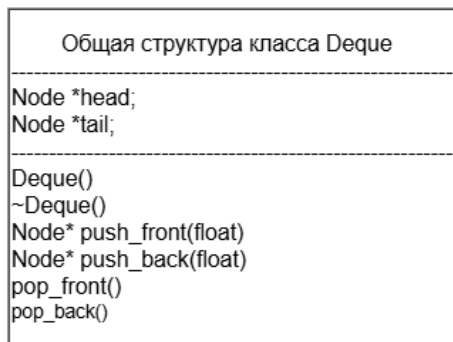 Общая структура класса Deque
Node *head;
Node *tail;
Deque()
~Deque()
Node* push_front(float)
Node* push_back(float)
pop_front()
pop_back()